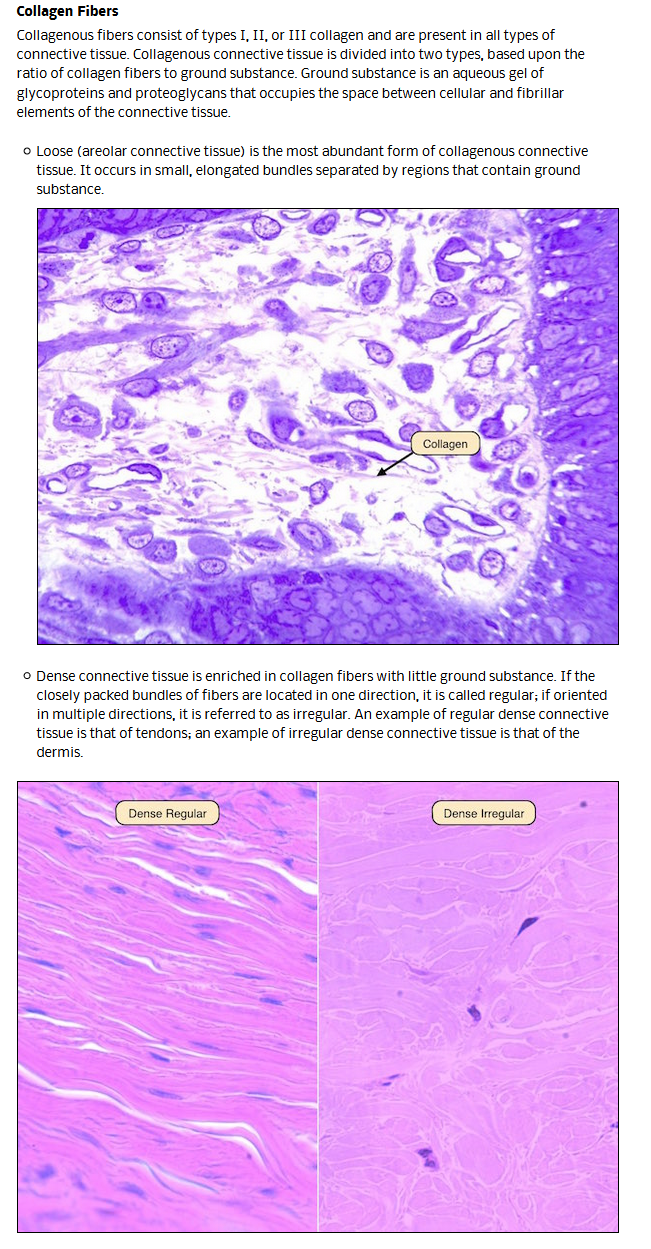 Collagen Fibers
Collagenous fibers consist of types I, II, or III collagen and are present in all types of
connective tissue. Collagenous connective tissue is divided into two types, based upon the
ratio of collagen fibers to ground substance. Ground substance is an aqueous gel of
glycoproteins and proteoglycans that occupies the space between cellular and fibrillar
elements of the connective tissue.
Loose (areolar connective tissue) is the most abundant form of collagenous connective
tissue. It occurs in small, elongated bundles separated by regions that contain ground
substance.
Collagen
Dense connective tissue is enriched in collagen fibers with little ground substance. If the
closely packed bundles of fibers are located in one direction, it is called regular; if oriented
in multiple directions, it is referred to as irregular. An example of regular dense connective
tissue is that of tendons; an example of irregular dense connective tissue is that of the
dermis.
Dense Regular
Dense Irregular